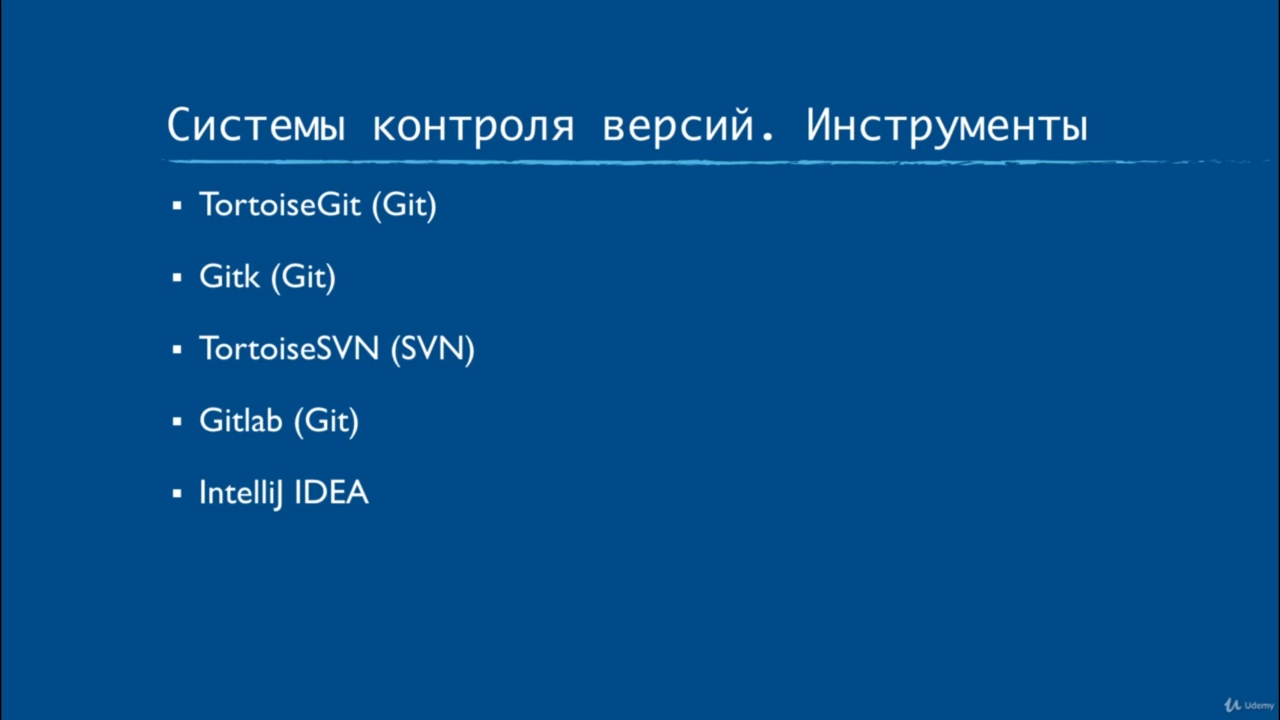 Системы контроля версий. Инструменты
▪ TortoiseGit (Git)
▪ Gitk (Git)
▪ TortoiseSVN (SVN)
▪ Gitlab (Git)
▪ IntelliJ IDEA
Udemy